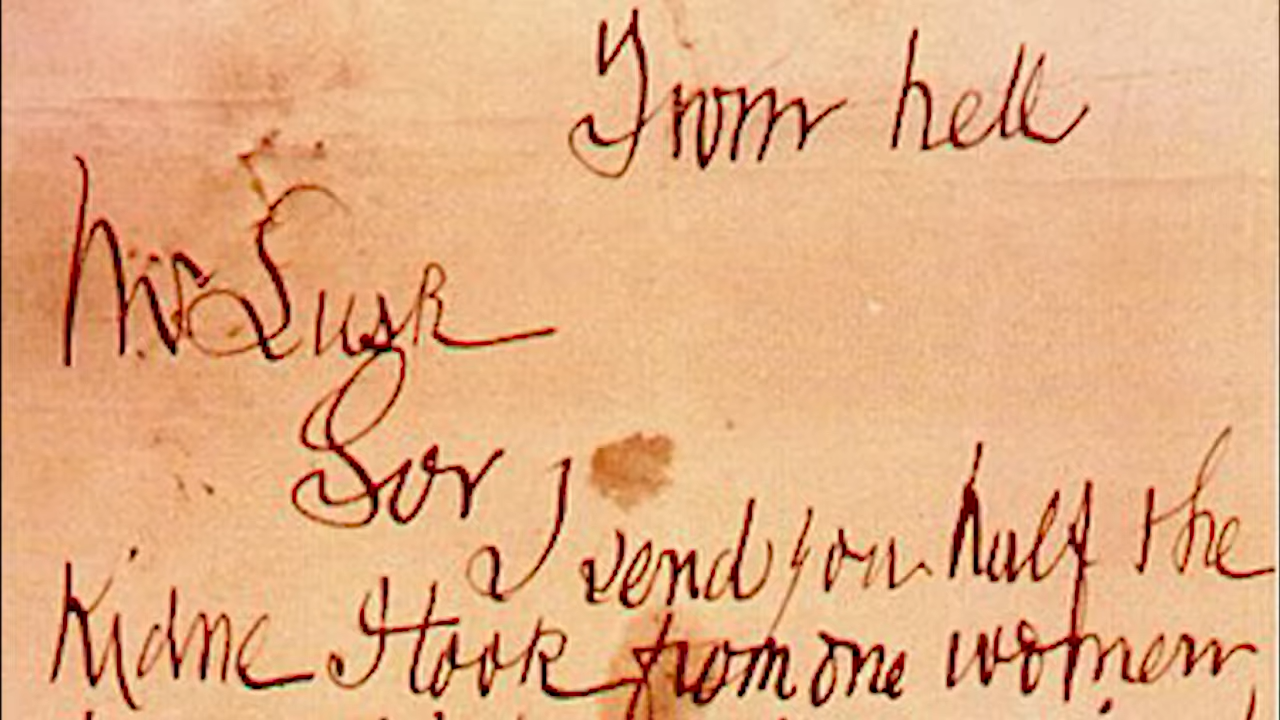 From hell
Mr Lusk
Sor
I send you half the
Kidne I took from one women